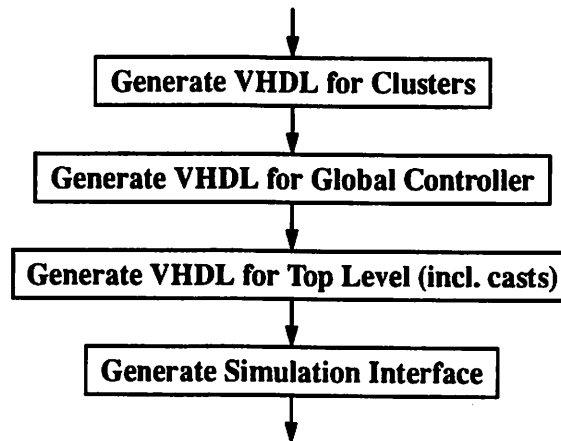 Generate VHDL for Clusters
Generate VHDL for Global Controller
Generate VHDL for Top Level (incl. casts)
Generate Simulation Interface